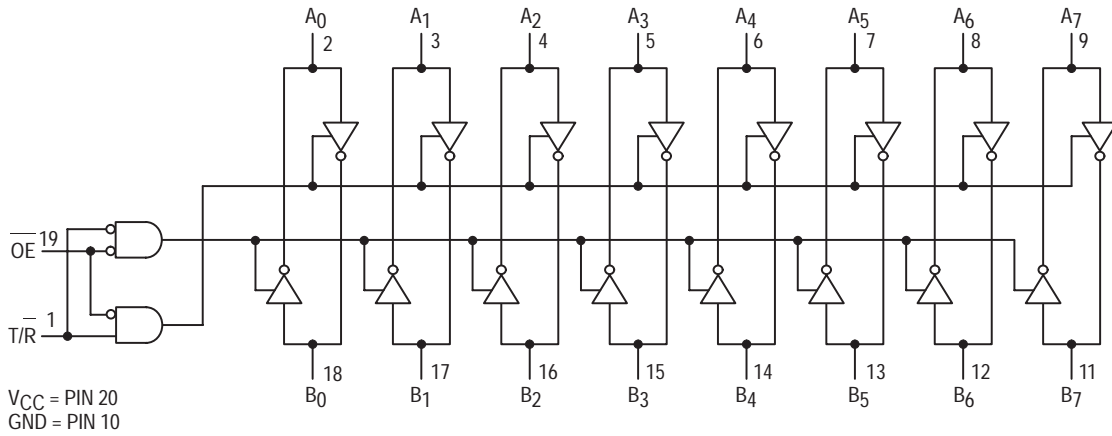 A0 A1 A2 A3 A4 A5 A6 A7
2 3 4 5 6 7 8 9
O̅E̅ 19
T/R̅ 1
18 17 16 15 14 13 12 11
B0 B1 B2 B3 B4 B5 B6 B7
VCC = PIN 20
GND = PIN 10